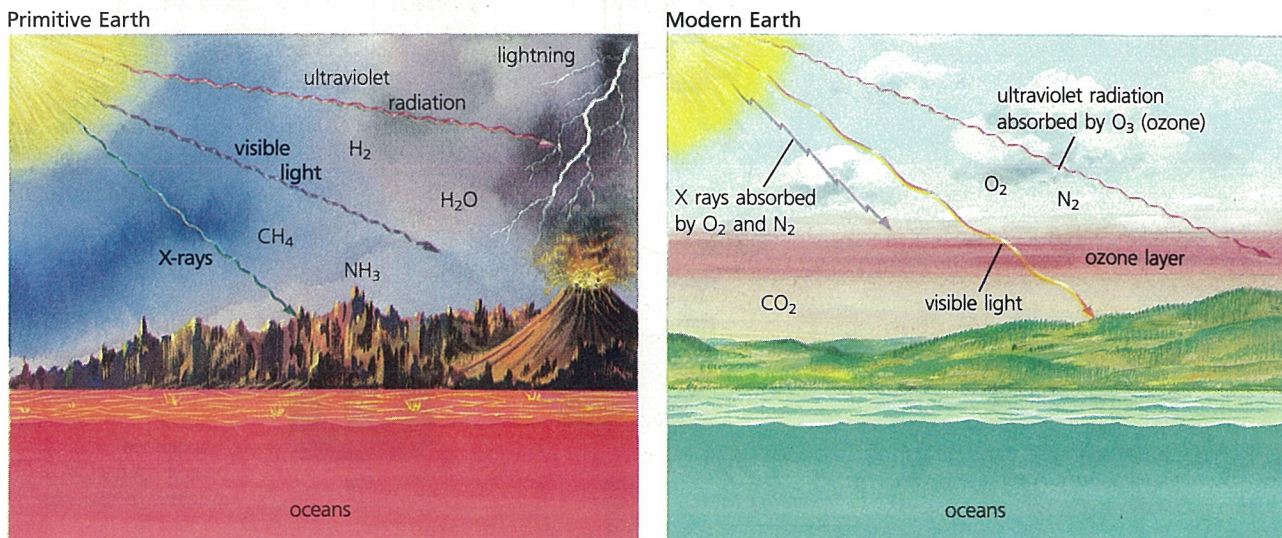 Primitive Earth
lightning
ultraviolet
radiation
visible
light
H₂
H₂O
CH₄
X-rays
NH₃
oceans
Modern Earth
ultraviolet radiation
absorbed by O₃ (ozone)
O₂
N₂
X rays absorbed
by O₂ and N₂
ozone layer
CO₂
visible light
oceans